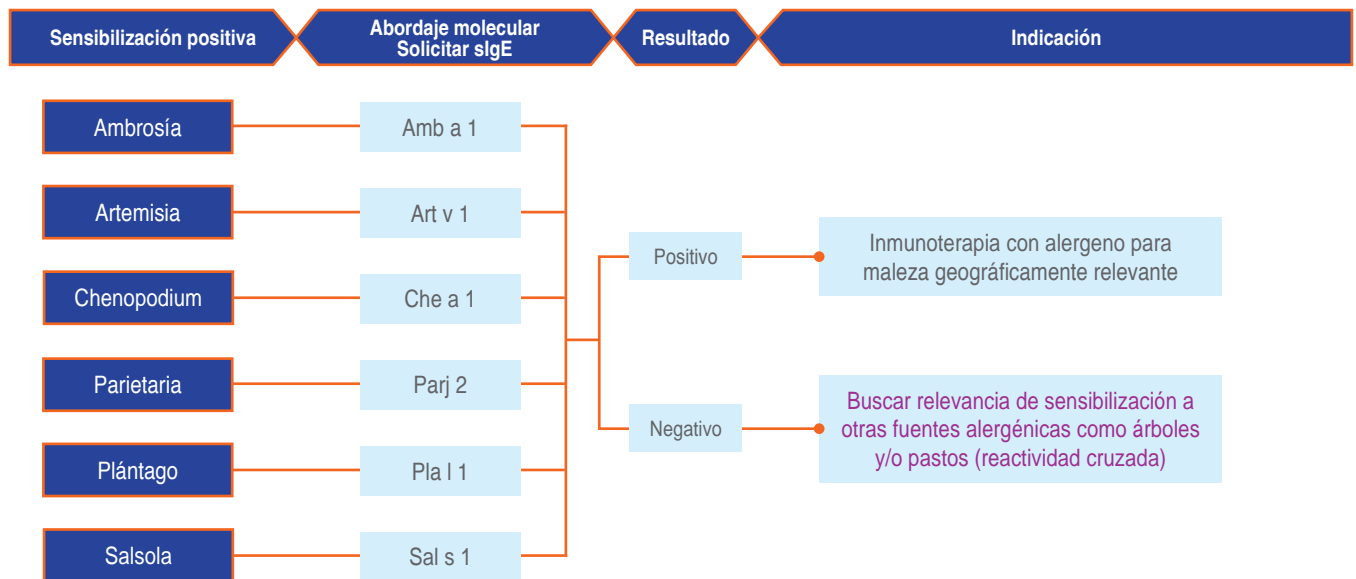 Sensibilización positiva
Abordaje molecular
Solicitar sIgE
Resultado
Indicación
Ambrosía
Amb a 1
Artemisia
Art v 1
Chenopodium
Che a 1
Parietaria
Parj 2
Plántago
Pla l 1
Salsola
Sal s 1
Positivo
Inmunoterapia con alergeno para
maleza geográficamente relevante
Negativo
Buscar relevancia de sensibilización a
otras fuentes alergénicas como árboles
y/o pastos (reactividad cruzada)